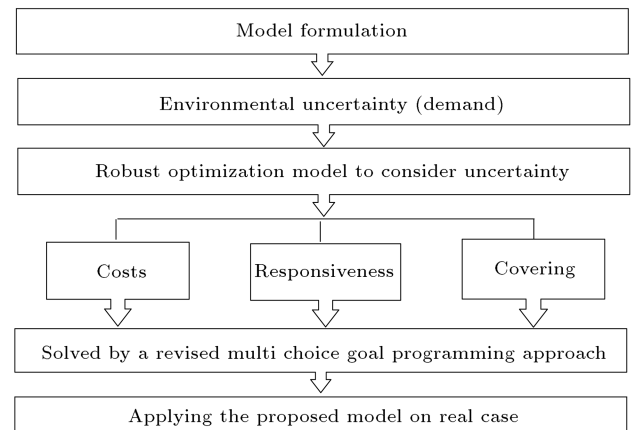 Model formulation
Environmental uncertainty (demand)
Robust optimization model to consider uncertainty
Costs
Responsiveness
Covering
Solved by a revised multi choice goal programming approach
Applying the proposed model on real case